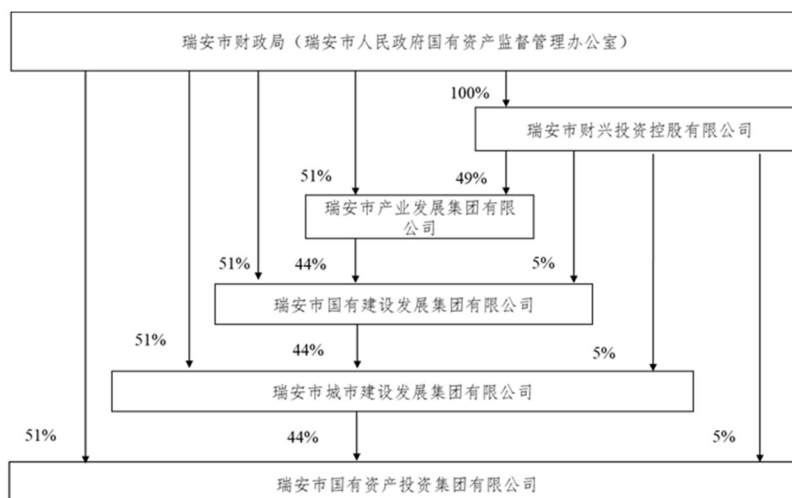 瑞安市财政局（瑞安市人民政府国有资产监督管理办公室）
100%
瑞安市财兴投资控股有限公司
51%
49%
瑞安市产业发展集团有限
公司
51%
44%
5%
瑞安市国有建设发展集团有限公司
51%
44%
5%
瑞安市城市建设发展集团有限公司
51%
44%
5%
瑞安市国有资产投资集团有限公司